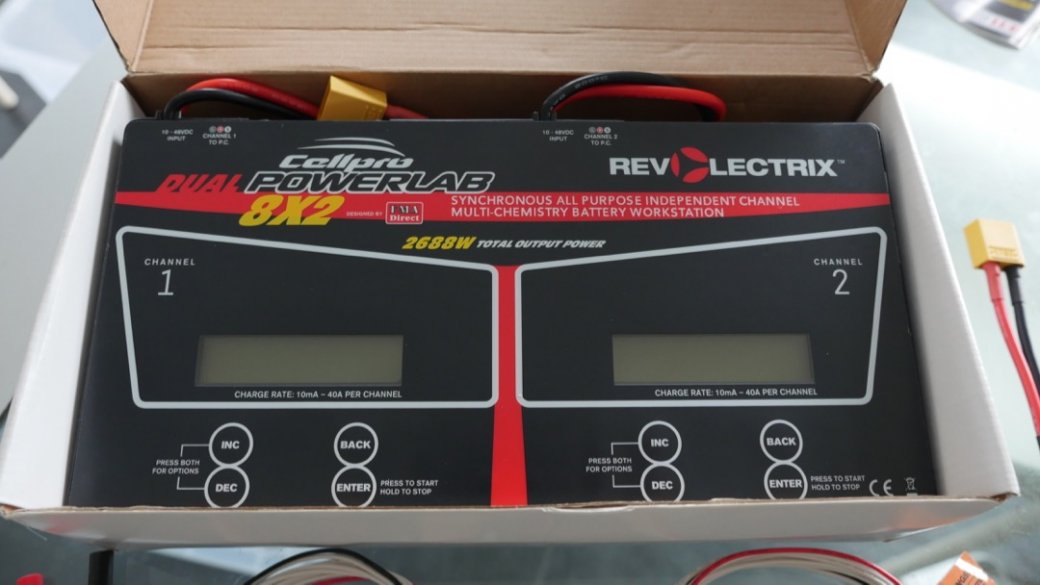 10 - 48VDC
INPUT
CHANNEL 1
TO P.C.
10 - 48VDC
INPUT
CHANNEL 2
TO P.C.
Cellpro
DUAL POWERLAB
8X2
DESIGNED BY
FMA
Direct
REVOLECTRIX™
SYNCHRONOUS ALL PURPOSE INDEPENDENT CHANNEL
MULTI-CHEMISTRY BATTERY WORKSTATION
2688W TOTAL OUTPUT POWER
CHANNEL
1
CHANNEL
2
CHARGE RATE: 10mA – 40A PER CHANNEL
CHARGE RATE: 10mA – 40A PER CHANNEL
INC
BACK
PRESS BOTH
FOR OPTIONS
DEC
ENTER
PRESS TO START
HOLD TO STOP
INC
BACK
PRESS BOTH
FOR OPTIONS
DEC
ENTER
PRESS TO START
HOLD TO STOP
CE